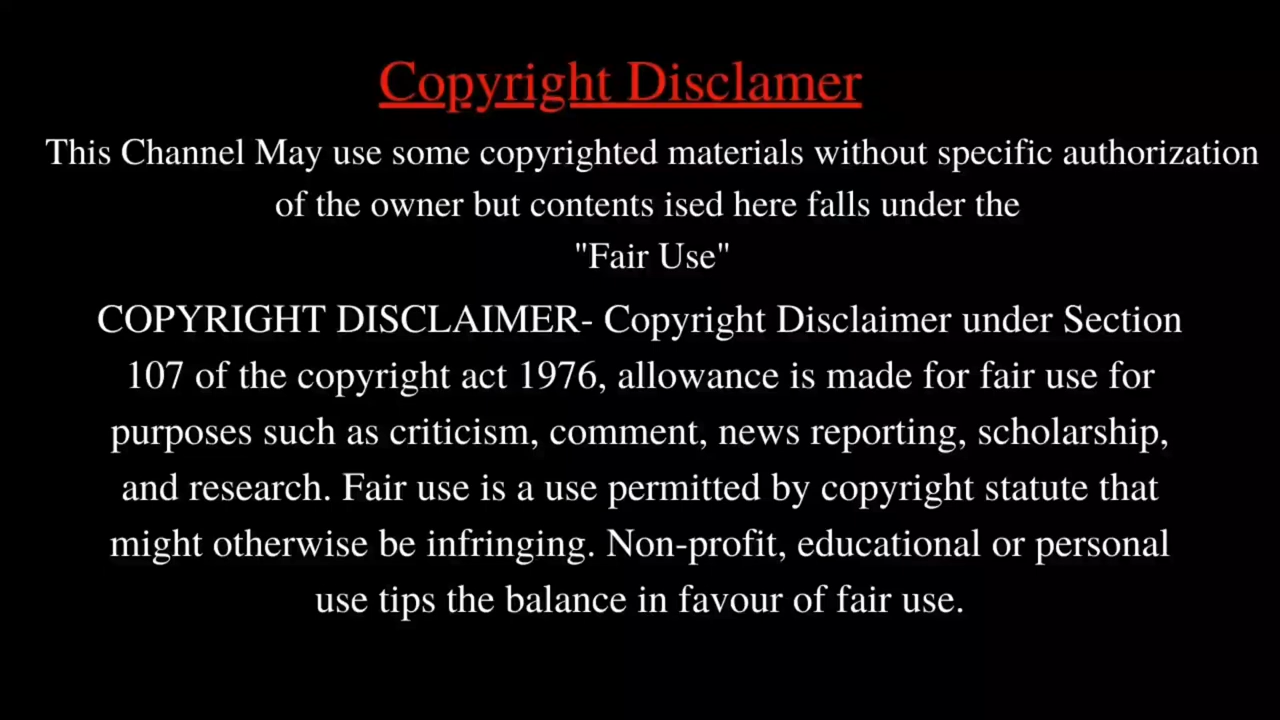 Copyright Disclamer
This Channel May use some copyrighted materials without specific authorization
of the owner but contents ised here falls under the
"Fair Use"
COPYRIGHT DISCLAIMER- Copyright Disclaimer under Section
107 of the copyright act 1976, allowance is made for fair use for
purposes such as criticism, comment, news reporting, scholarship,
and research. Fair use is a use permitted by copyright statute that
might otherwise be infringing. Non-profit, educational or personal
use tips the balance in favour of fair use.